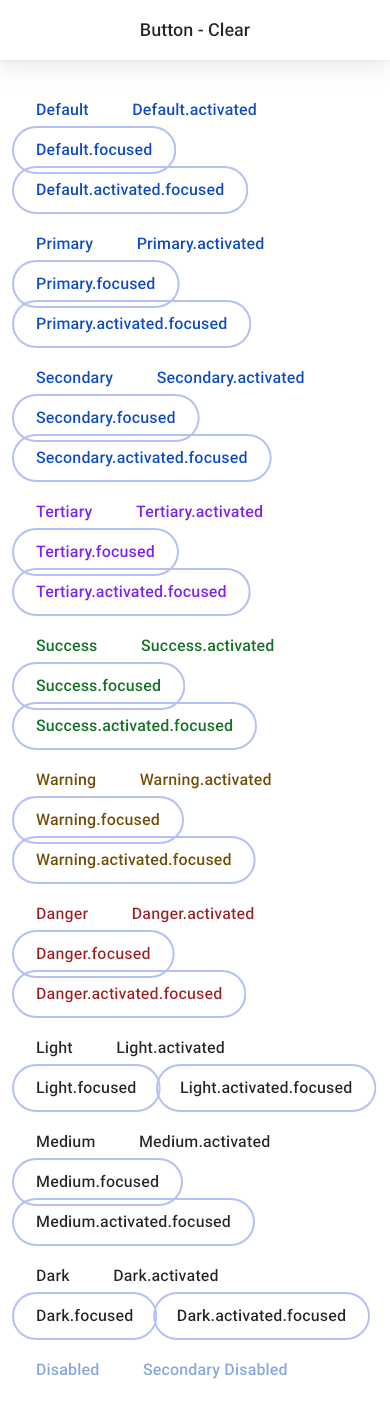 Button - Clear
Default Default.activated
Default.focused
Default.activated.focused
Primary Primary.activated
Primary.focused
Primary.activated.focused
Secondary Secondary.activated
Secondary.focused
Secondary.activated.focused
Tertiary Tertiary.activated
Tertiary.focused
Tertiary.activated.focused
Success Success.activated
Success.focused
Success.activated.focused
Warning Warning.activated
Warning.focused
Warning.activated.focused
Danger Danger.activated
Danger.focused
Danger.activated.focused
Light Light.activated
Light.focused Light.activated.focused
Medium Medium.activated
Medium.focused
Medium.activated.focused
Dark Dark.activated
Dark.focused Dark.activated.focused
Disabled Secondary Disabled